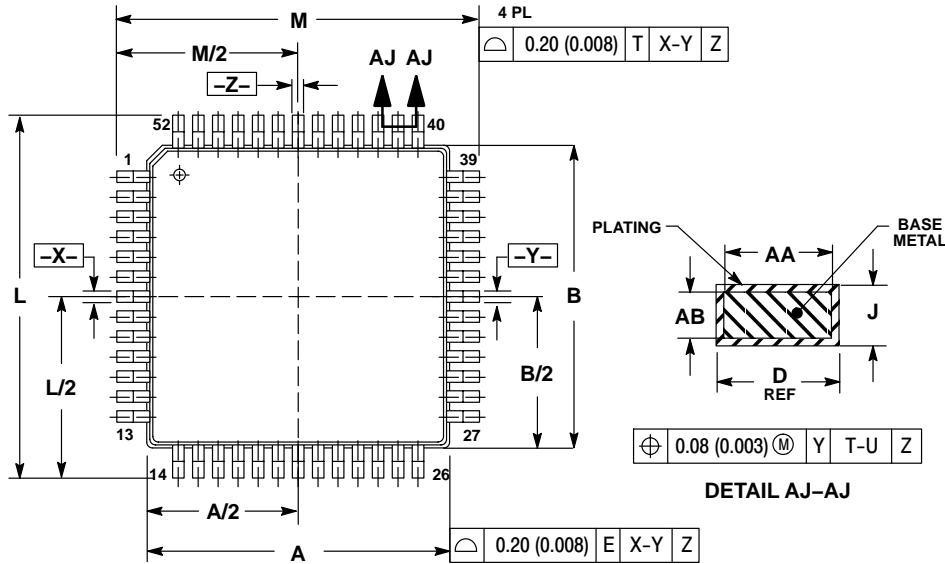 M
4 PL
⌓ 0.20 (0.008) T X–Y Z
M/2
AJ AJ
–Z–
52
40
1
39
PLATING
BASE METAL
AA
–X–
–Y–
L
B
AB
J
L/2
B/2
D
REF
13
27
⌖ 0.08 (0.003) Ⓜ Y T–U Z
14
26
DETAIL AJ–AJ
A/2
A
⌓ 0.20 (0.008) E X–Y Z